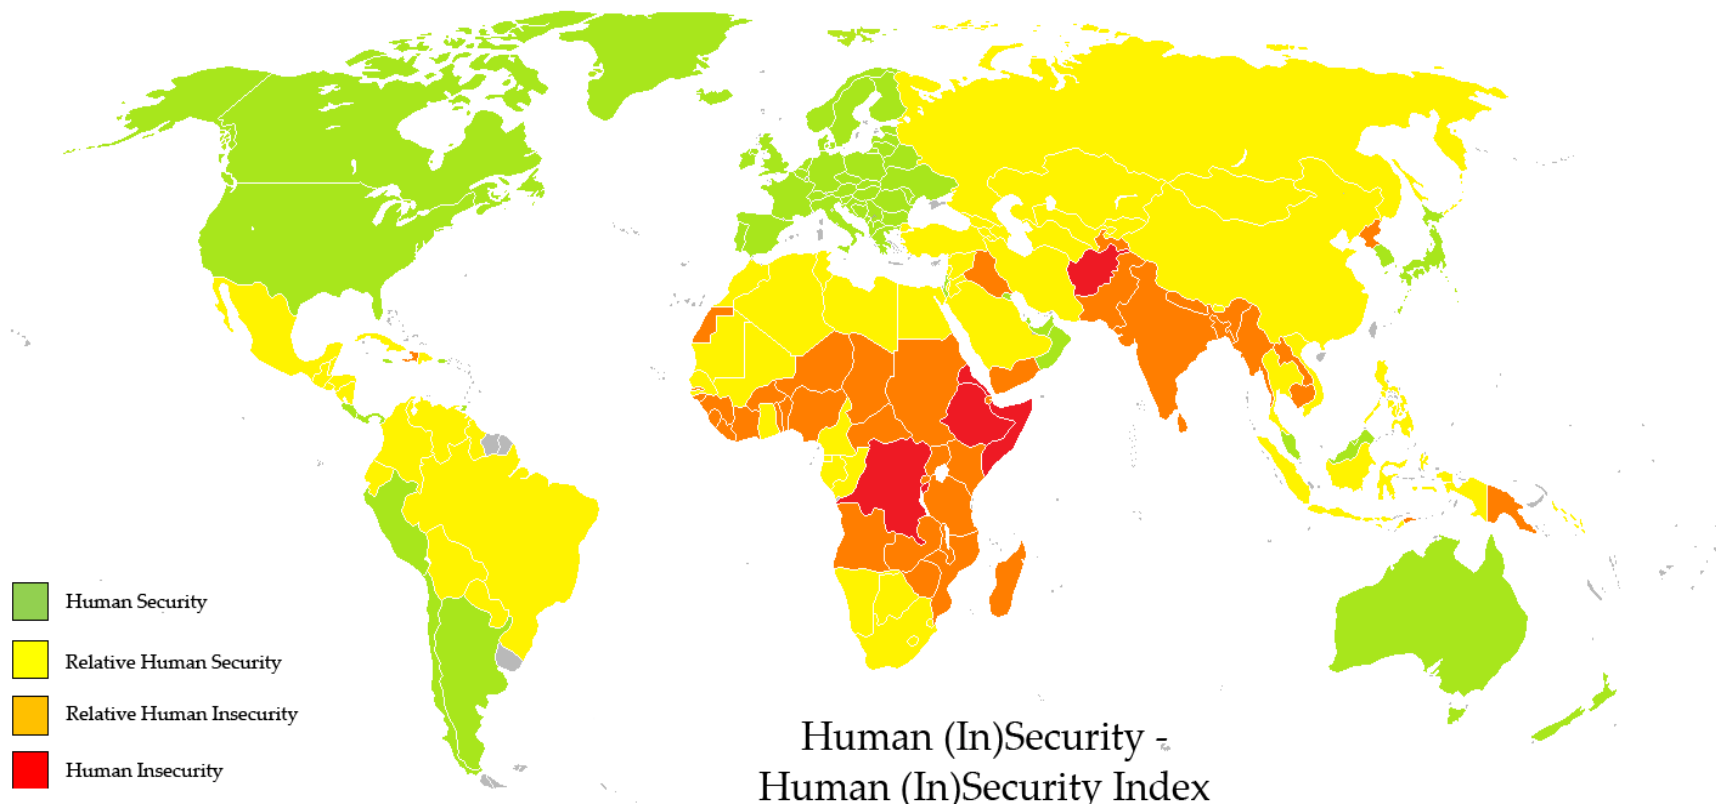 Human Security
Relative Human Security
Relative Human Insecurity
Human Insecurity
Human (In)Security -
Human (In)Security Index